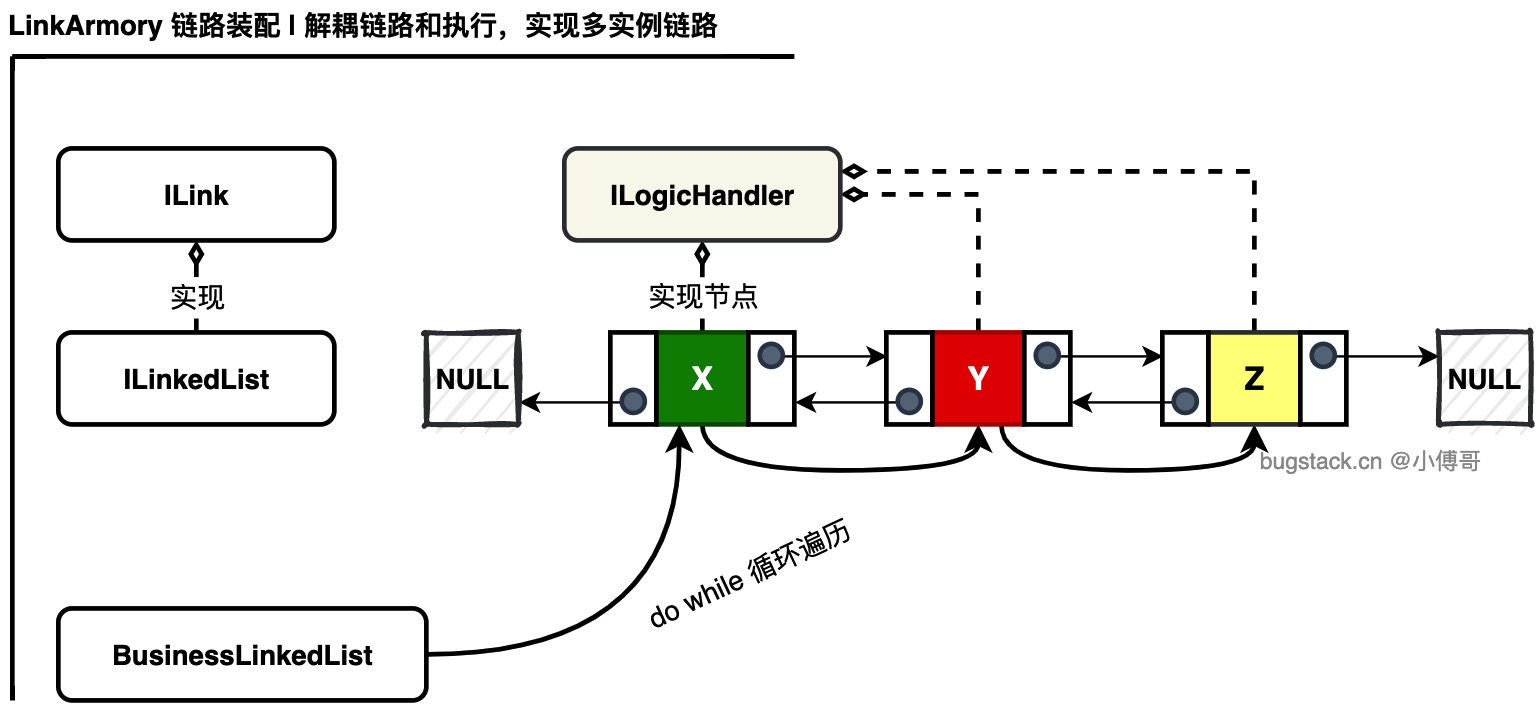 LinkArmory 链路装配 | 解耦链路和执行，实现多实例链路
ILink
ILogicHandler
实现
实现节点
ILinkedList
NULL
X
Y
Z
NULL
bugstack.cn @小傅哥
do while 循环遍历
BusinessLinkedList